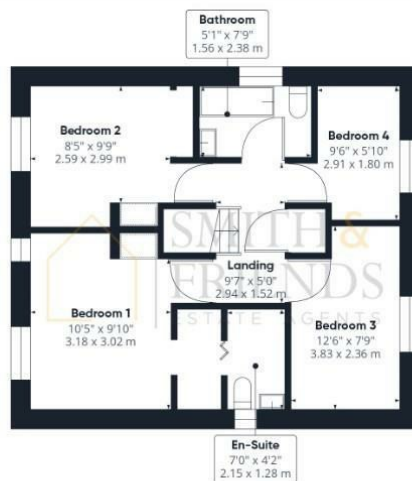 Bathroom
5'1" x 7'9"
1.56 x 2.38 m
Bedroom 2
8'5" x 9'9"
2.59 x 2.99 m
Bedroom 4
9'6" x 5'10"
2.91 x 1.80 m
SMITH &
FRIENDS
ESTATE AGENTS
Landing
9'7" x 5'0"
2.94 x 1.52 m
Bedroom 1
10'5" x 9'10"
3.18 x 3.02 m
Bedroom 3
12'6" x 7'9"
3.83 x 2.36 m
En-Suite
7'0" x 4'2"
2.15 x 1.28 m